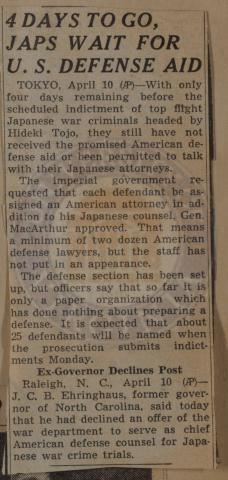 4 DAYS TO GO,
JAPS WAIT FOR
U. S. DEFENSE AID
TOKYO, April 10 (AP)—With only
four days remaining before the
scheduled indictment of top flight
Japanese war criminals headed by
Hideki Tojo, they still have not
received the promised American de-
fense aid or been permitted to talk
with their Japanese attorneys.
The imperial government re-
quested that each defendant be as-
signed an American attorney in ad-
dition to his Japanese counsel, Gen.
MacArthur approved. That means
a minimum of two dozen American
defense lawyers, but the staff has
not put in an appearance.
The defense section has been set
up, but officers say that so far it is
only a paper organization which
has done nothing about preparing a
defense. It is expected that about
25 defendants will be named when
the prosecution submits indict-
ments Monday.
Ex-Governor Declines Post
Raleigh, N. C., April 10 (AP)—
J. C. B. Ehringhaus, former gover-
nor of North Carolina, said today
that he had declined an offer of the
war department to serve as chief
American defense counsel for Japa-
nese war crime trials.